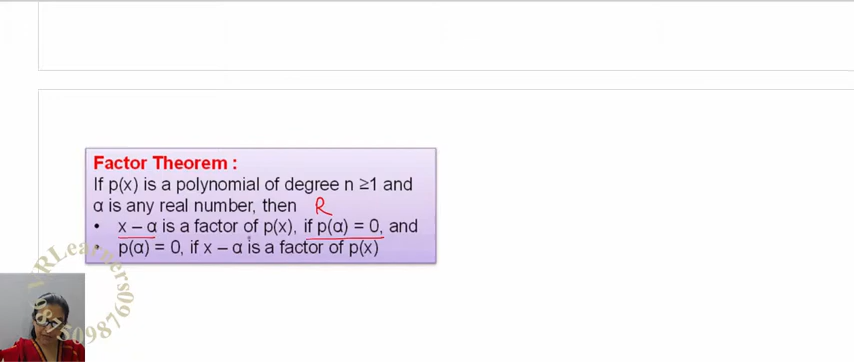 Factor Theorem :
If p(x) is a polynomial of degree n ≥1 and
α is any real number, then R
• x – α is a factor of p(x), if p(α) = 0, and
• p(α) = 0, if x – α is a factor of p(x)